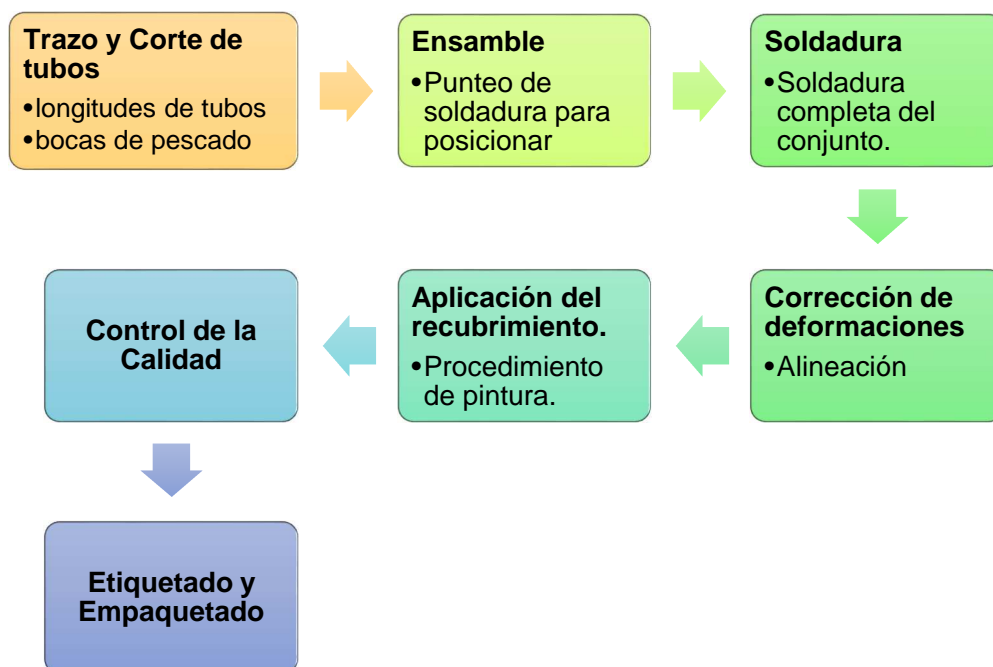 Trazo y Corte de
tubos
•longitudes de tubos
•bocas de pescado
Ensamble
•Punteo de
soldadura para
posicionar
Soldadura
•Soldadura
completa del
conjunto.
Corrección de
deformaciones
•Alineación
Aplicación del
recubrimiento.
•Procedimiento
de pintura.
Control de la
Calidad
Etiquetado y
Empaquetado